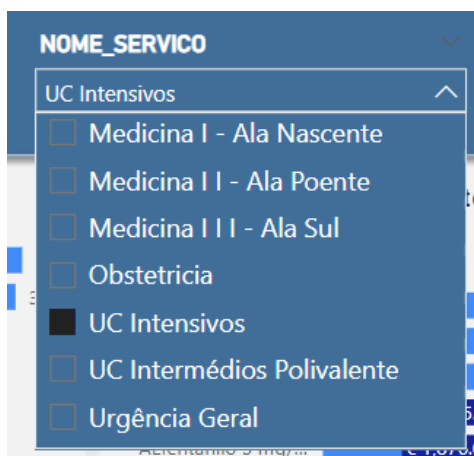 NOME_SERVICO
UC Intensivos
Medicina I - Ala Nascente
Medicina I I - Ala Poente
Medicina I I I - Ala Sul
Obstetricia
UC Intensivos
UC Intermédios Polivalente
Urgência Geral